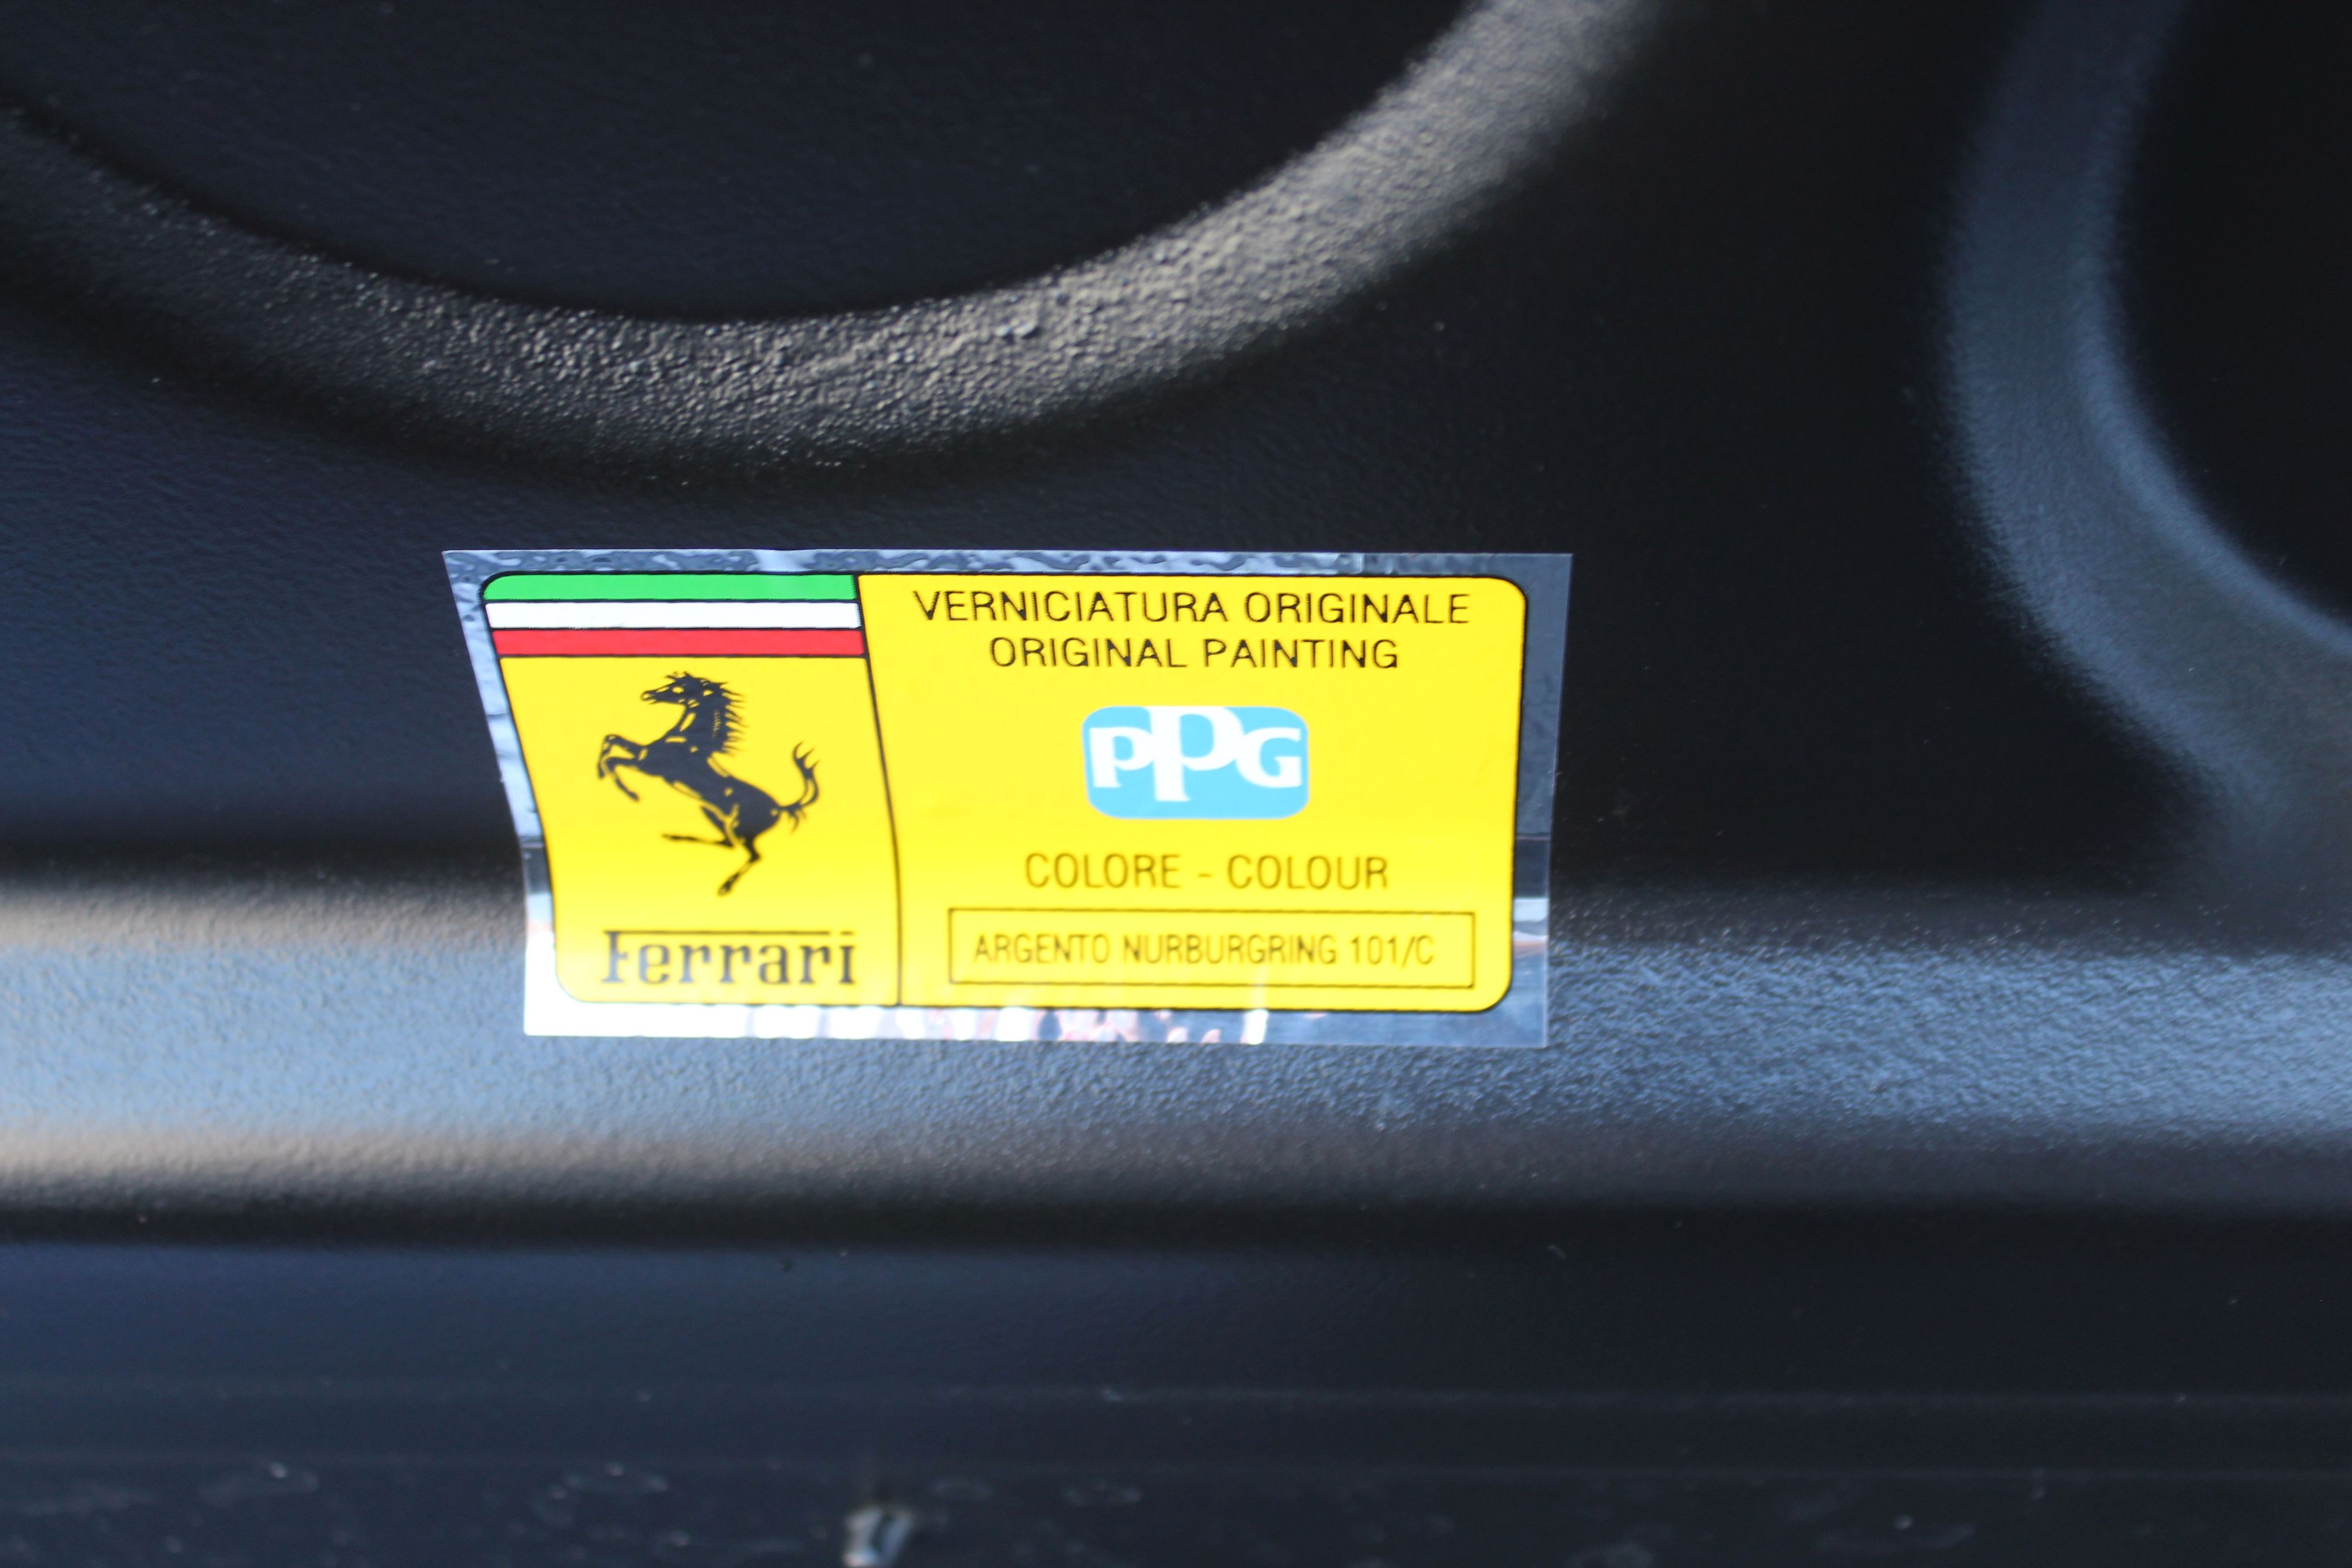 VERNICIATURA ORIGINALE
ORIGINAL PAINTING
PPG
COLORE - COLOUR
ARGENTO NURBURGRING 101/C
Ferrari